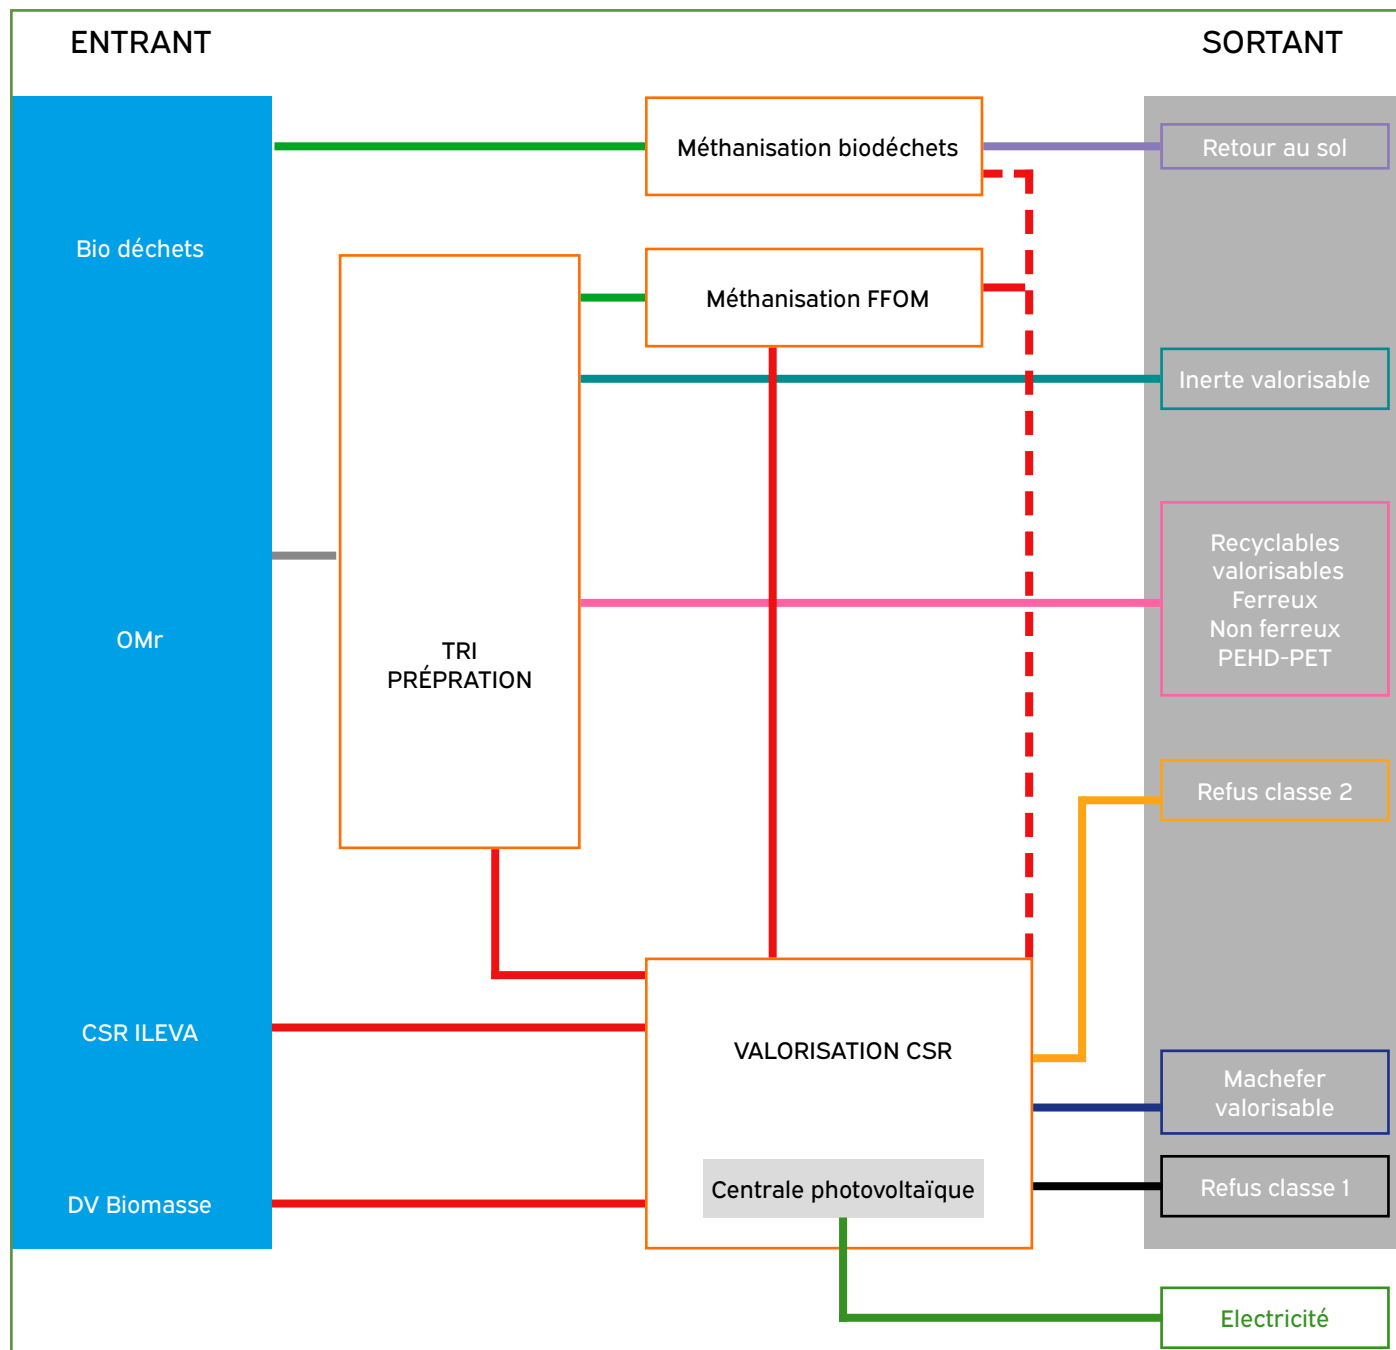 ENTRANT
SORTANT
Bio déchets
OMr
CSR ILEVA
DV Biomasse
TRI
PRÉPRATION
Méthanisation biodéchets
Méthanisation FFOM
VALORISATION CSR
Centrale photovoltaïque
Retour au sol
Inerte valorisable
Recyclables
valorisables
Ferreux
Non ferreux
PEHD-PET
Refus classe 2
Machefer
valorisable
Refus classe 1
Electricité